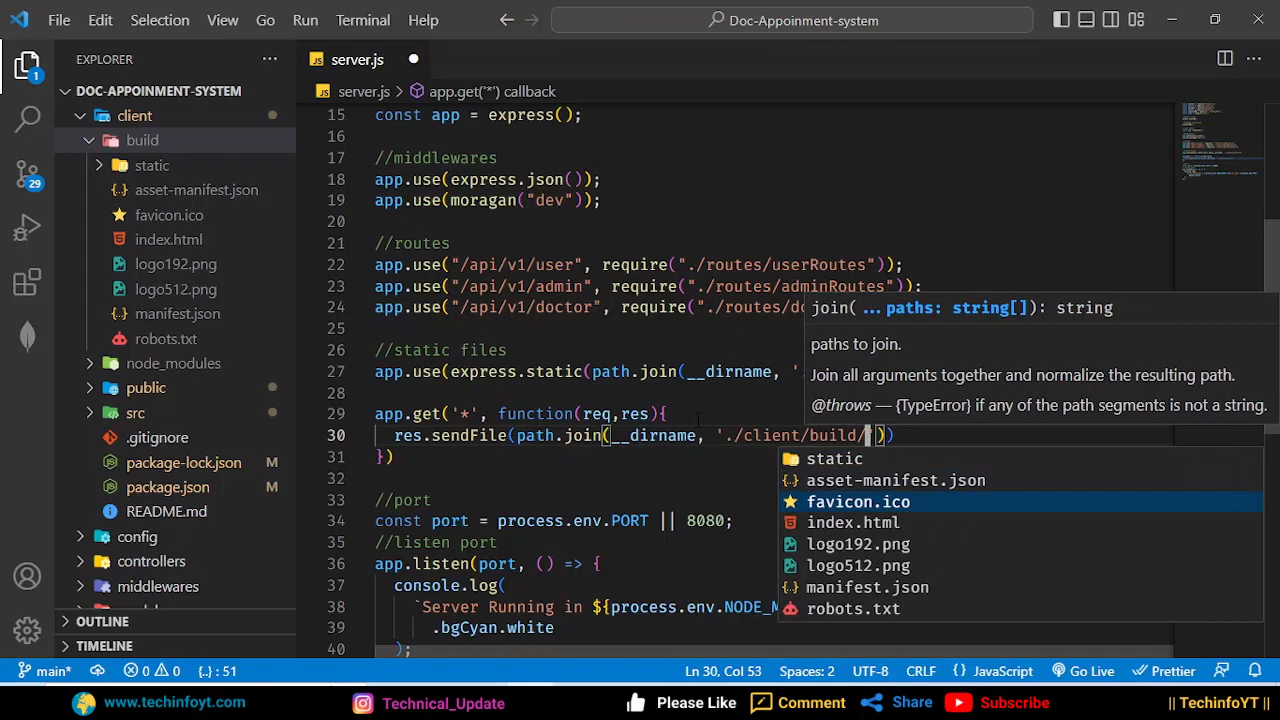 File Edit Selection View Go Run Terminal Help
Doc-Appoinment-system
EXPLORER
DOC-APPOINMENT-SYSTEM
client
build
static
asset-manifest.json
favicon.ico
index.html
logo192.png
logo512.png
manifest.json
robots.txt
node_modules
public
src
.gitignore
package-lock.json M
package.json M
README.md
config
controllers
middlewares
OUTLINE
TIMELINE
1
29
JS server.js
JS server.js > app.get('*') callback
15 const app = express();
16
17 //middlewares
18 app.use(express.json());
19 app.use(moragan("dev"));
20
21 //routes
22 app.use("/api/v1/user", require("./routes/userRoutes"));
23 app.use("/api/v1/admin", require("./routes/adminRoutes"));
24 app.use("/api/v1/doctor", require("./routes/do
25
26 //static files
27 app.use(express.static(path.join(__dirname, '.
28
29 app.get('*', function(req,res){
30 res.sendFile(path.join(__dirname, './client/build/'))
31 })
32
33 //port
34 const port = process.env.PORT || 8080;
35 //listen port
36 app.listen(port, () => {
37 console.log(
38 `Server Running in ${process.env.NODE_M
39 .bgCyan.white
40 );
join(... paths: string[]): string
paths to join.
Join all arguments together and normalize the resulting path.
@throws — {TypeError} if any of the path segments is not a string.
static
asset-manifest.json
favicon.ico
index.html
logo192.png
logo512.png
manifest.json
robots.txt
main* 0 0 {..} : 51 Ln 30, Col 53 Spaces: 2 UTF-8 CRLF {} JavaScript Go Live Prettier
www.techinfoyt.com Technical_Update Please Like Comment Share Subscribe || TechinfoYT ||